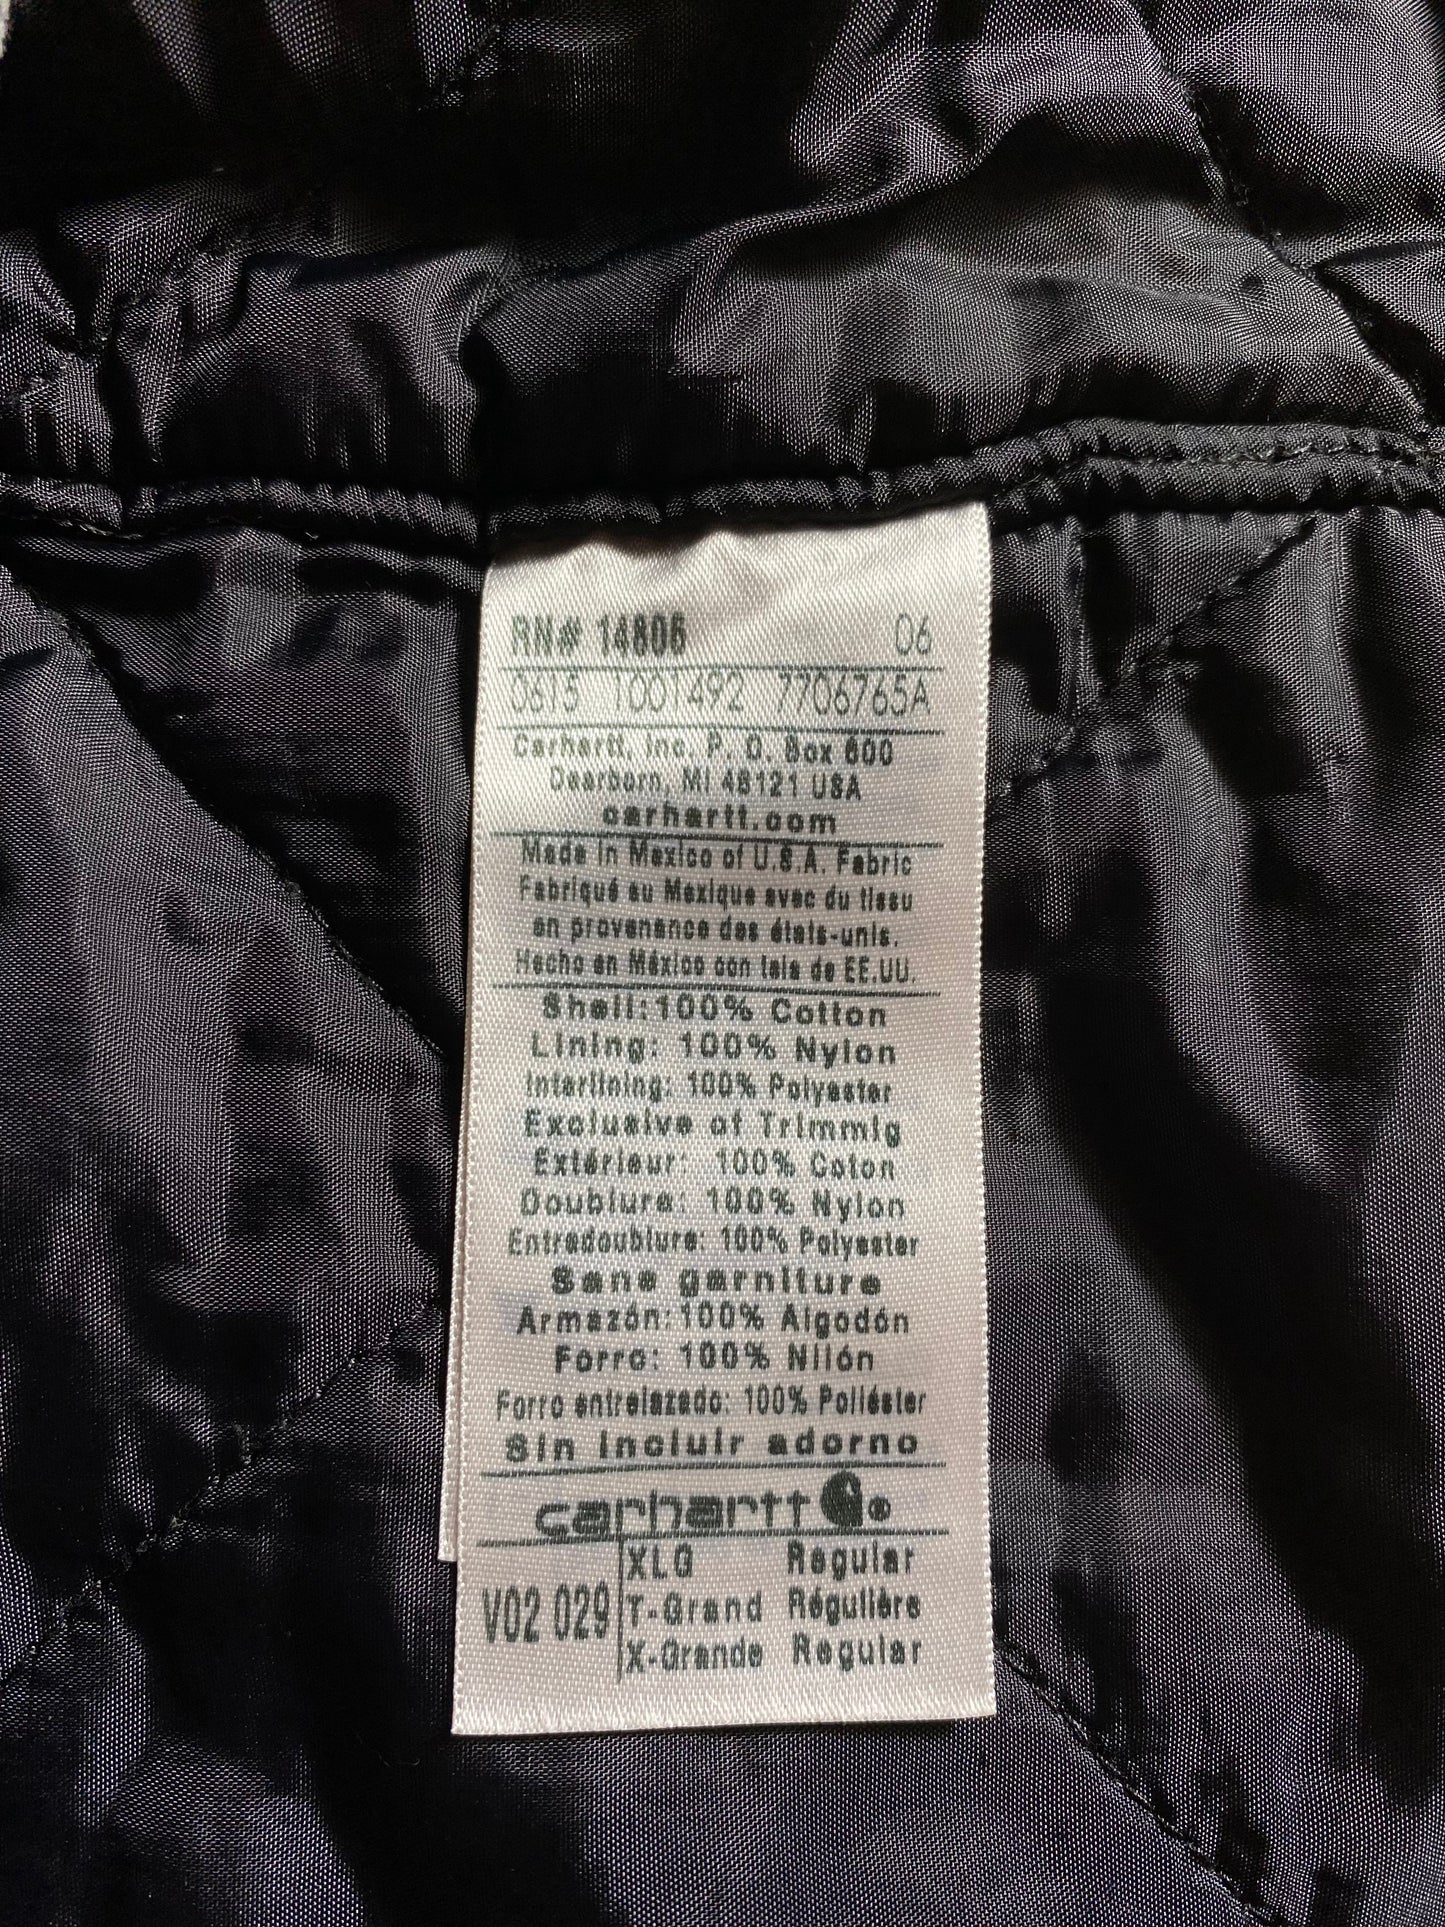 RN# 14806 06
0615 1001492 7706765A
Carhartt, Inc. P. O. Box 600
Dearborn, MI 48121 USA
carhartt.com
Made in Mexico of U.S.A. Fabric
Fabriqué au Mexique avec du tissu
en provenance des états-unis.
Hecho en México con tela de EE.UU.
Shell:100% Cotton
Lining: 100% Nylon
Interlining: 100% Polyester
Exclusive of Trimmig
Extérieur: 100% Coton
Doublure: 100% Nylon
Entredoublure: 100% Polyester
Sans garniture
Armazón:100% Algodón
Forro: 100% Nilón
Forro entrelazado: 100% Poliéster
Sin incluir adorno
carhartt
V02 029
XLG Regular
T-Grand Régulière
X-Grande Regular